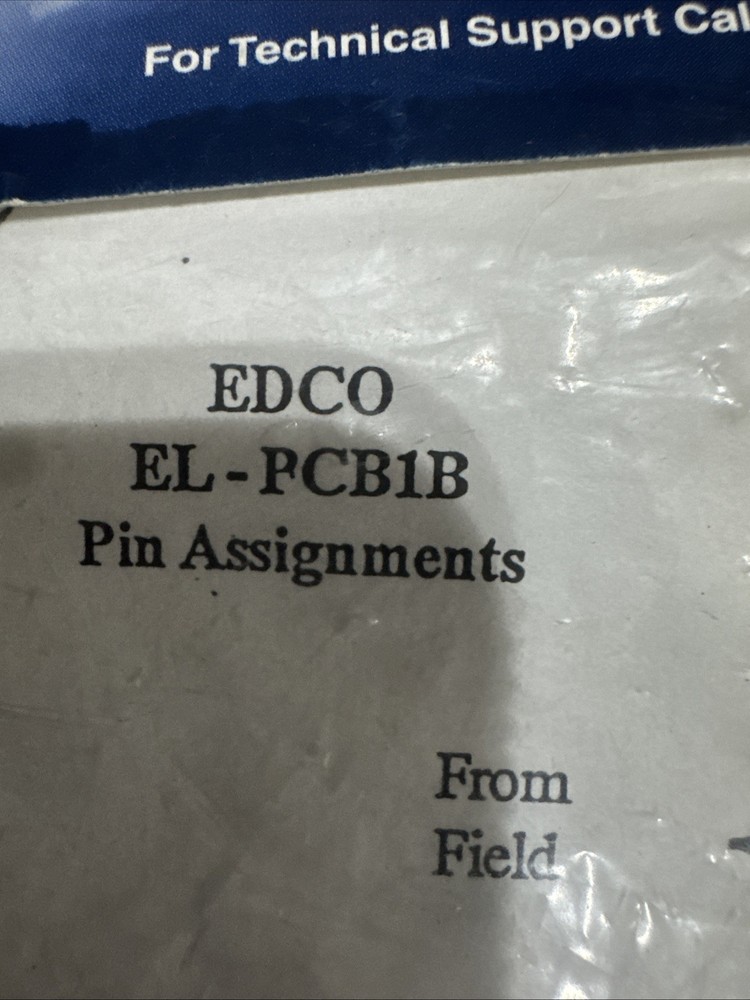 For Technical Support Cal
EDCO
EL-PCB1B
Pin Assignments
From
Field